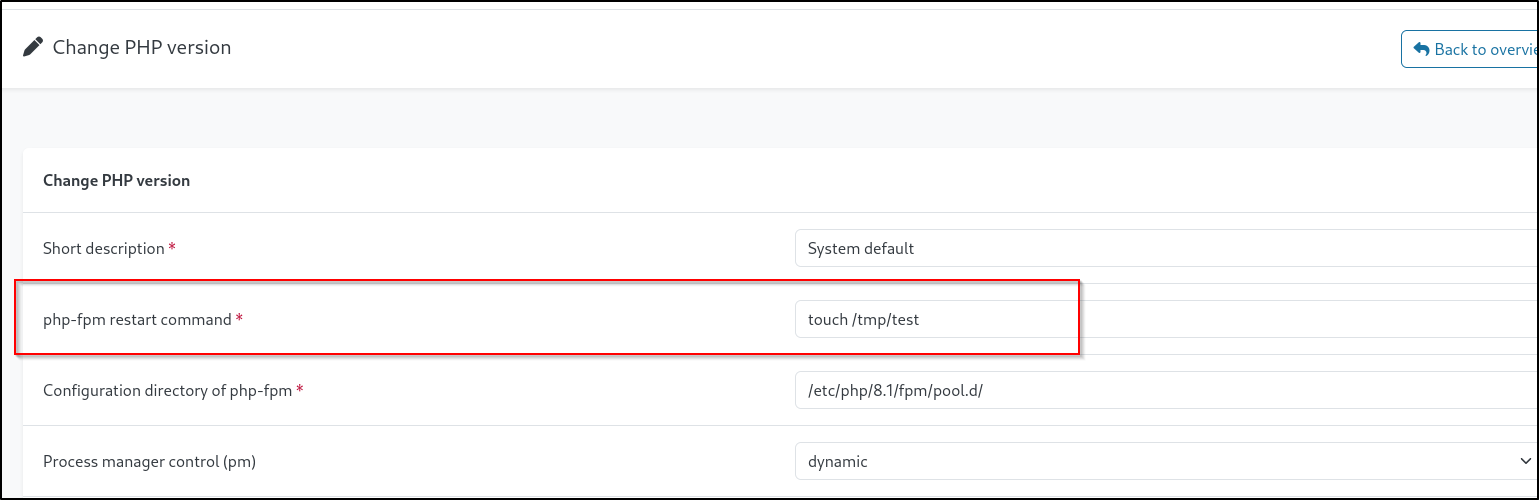 Change PHP version
Back to overvie
Change PHP version
Short description *
System default
php-fpm restart command *
touch /tmp/test
Configuration directory of php-fpm *
/etc/php/8.1/fpm/pool.d/
Process manager control (pm)
dynamic